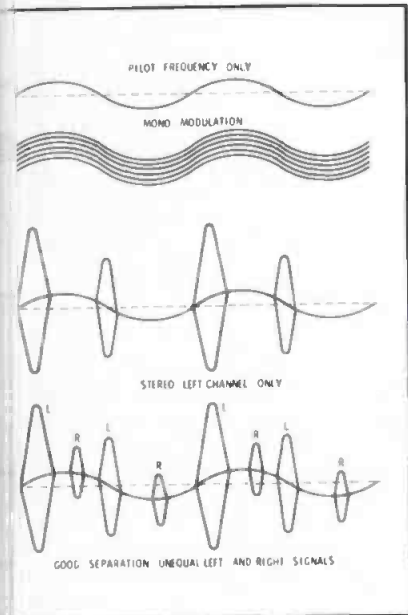 PILOT FREQUENCY ONLY
MONO MODULATION
STEREO LEFT CHANNEL ONLY
L
R
L
R
L
R
L
R
GOOD SEPARATION UNEQUAL LEFT AND RIGHT SIGNALS